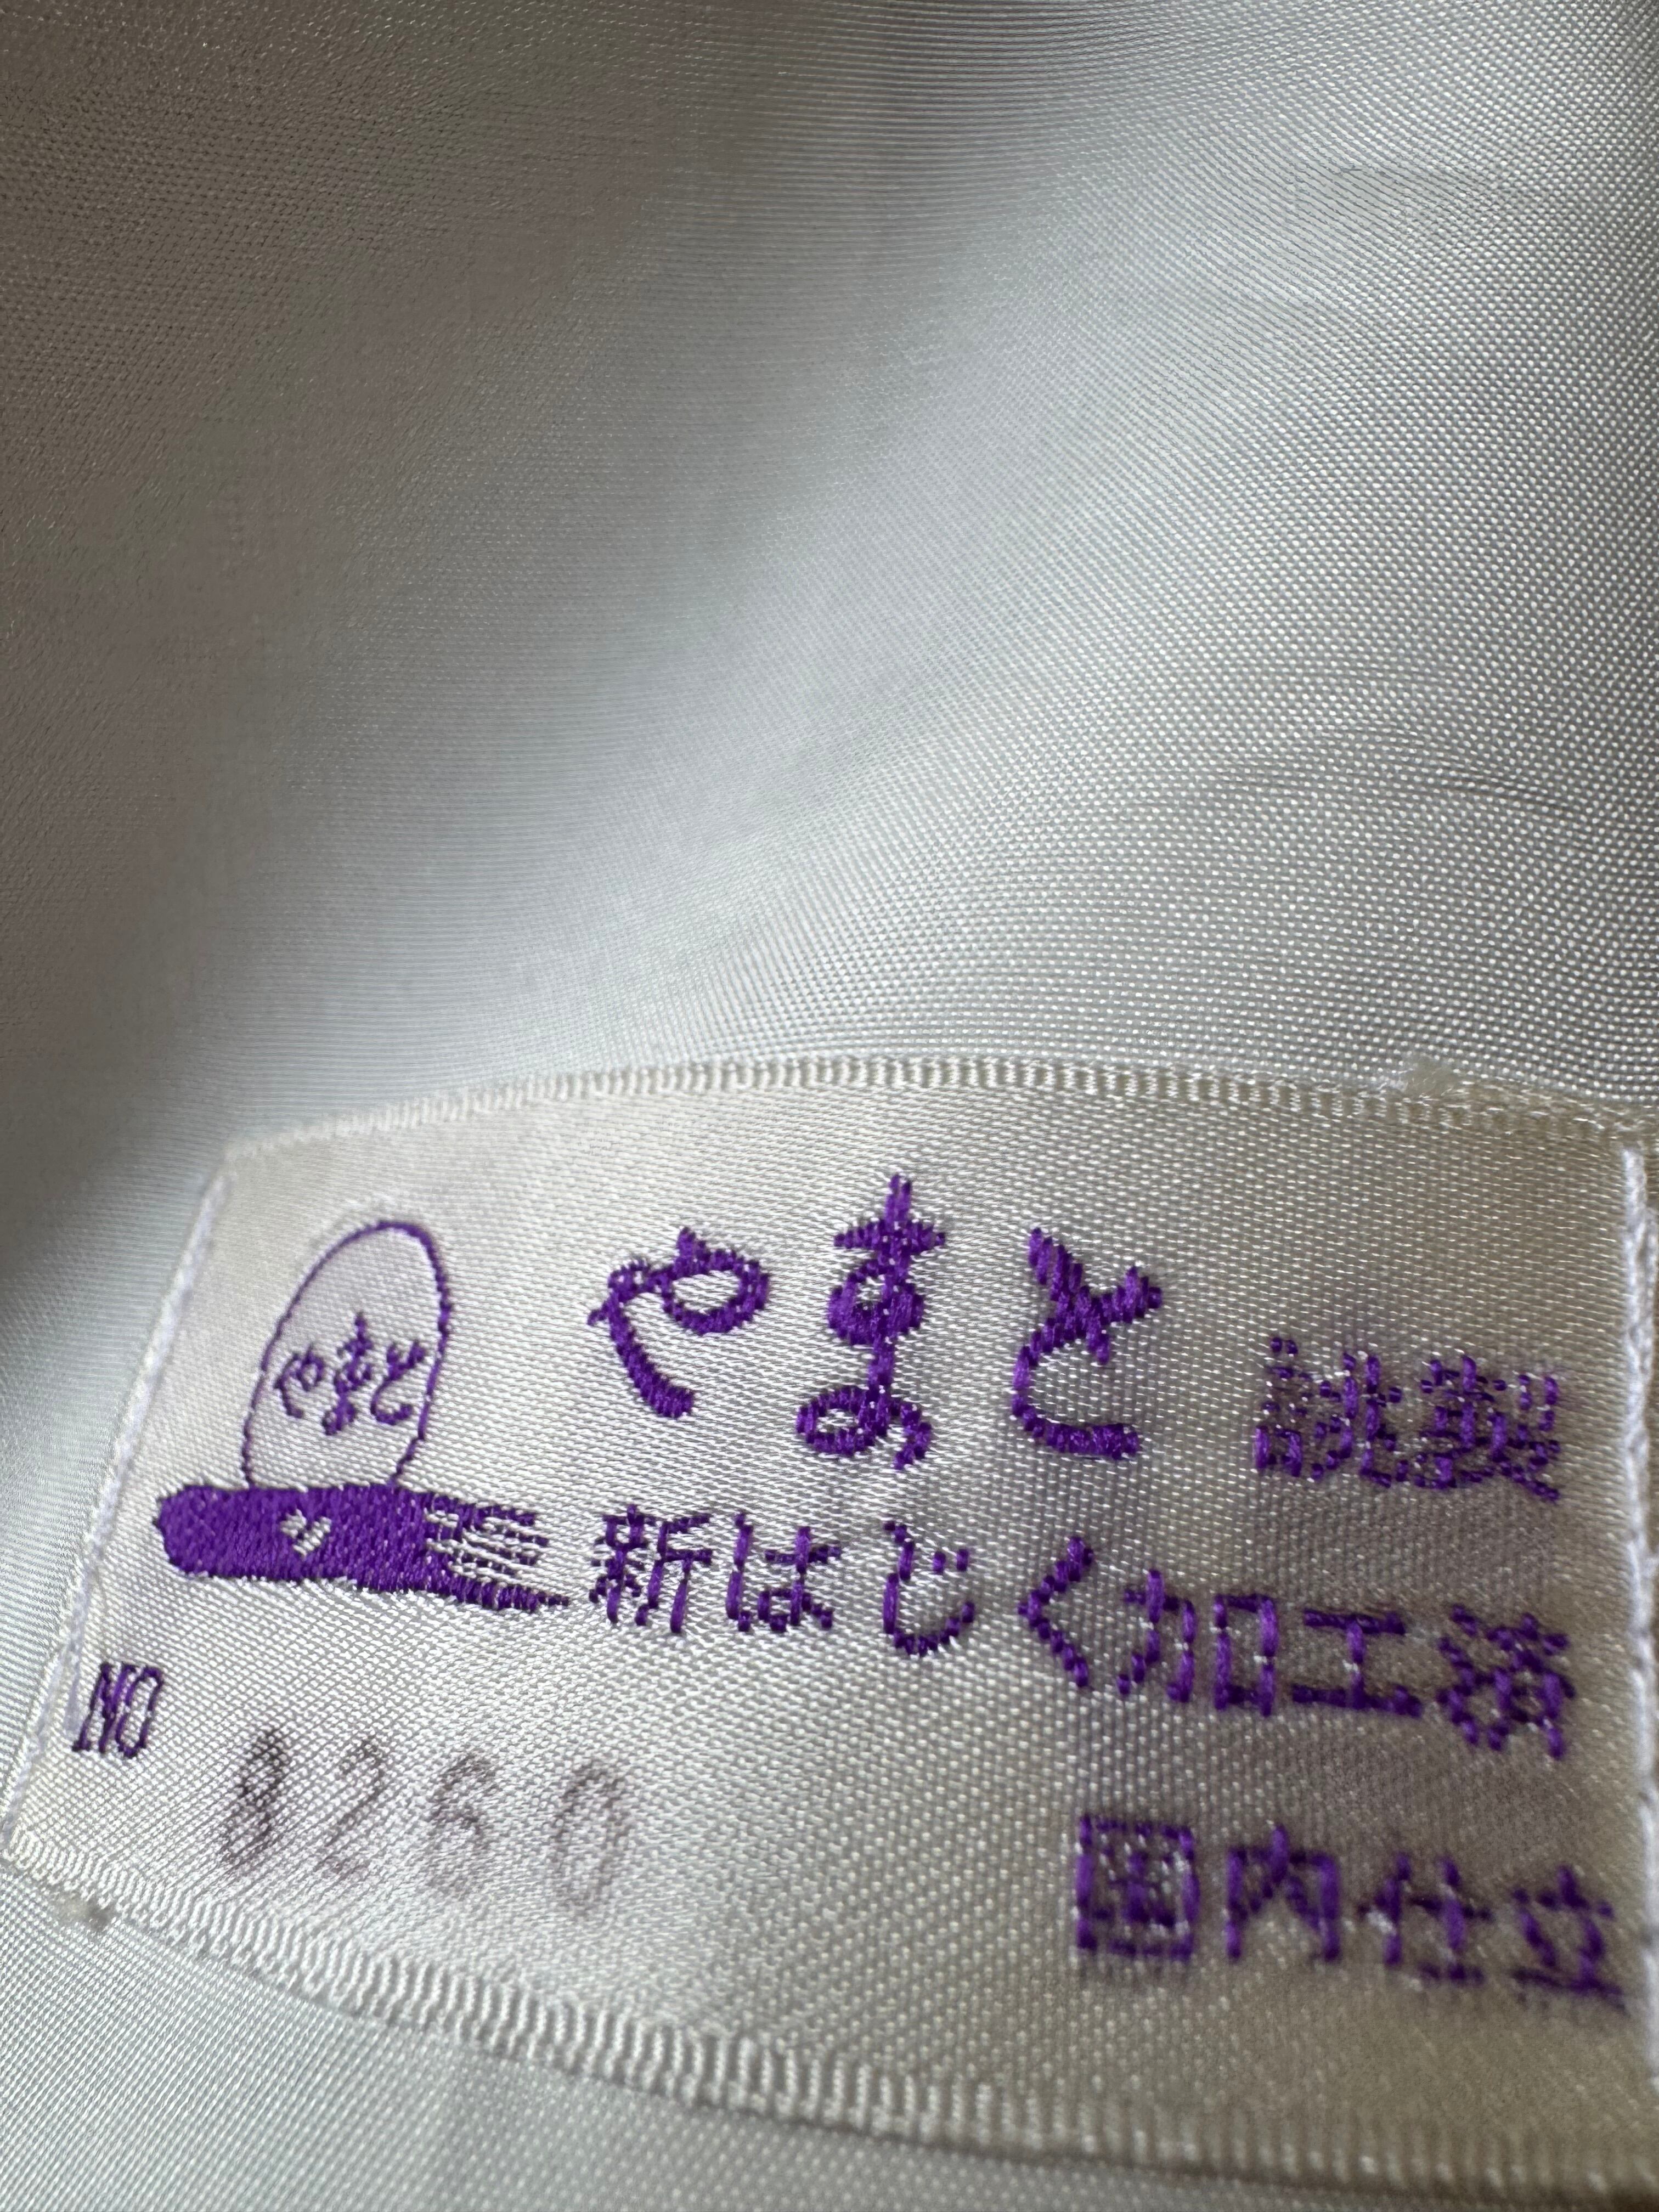 やまと
やまと 誂製
新はじく加工済
NO 8260
国内仕立